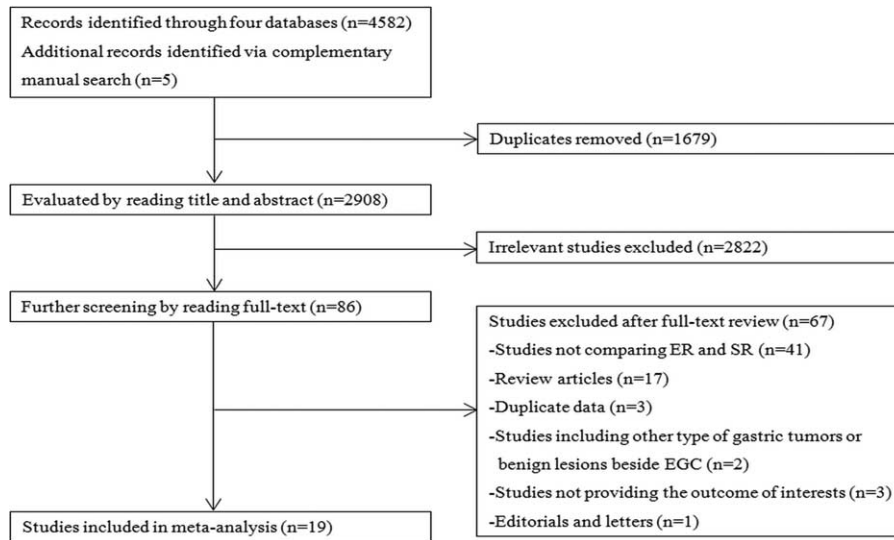 Records identified through four databases (n=4582)
Additional records identified via complementary
manual search (n=5)
Duplicates removed (n=1679)
Evaluated by reading title and abstract (n=2908)
Irrelevant studies excluded (n=2822)
Further screening by reading full-text (n=86)
Studies excluded after full-text review (n=67)
-Studies not comparing ER and SR (n=41)
-Review articles (n=17)
-Duplicate data (n=3)
-Studies including other type of gastric tumors or
benign lesions beside EGC (n=2)
-Studies not providing the outcome of interests (n=3)
-Editorials and letters (n=1)
Studies included in meta-analysis (n=19)